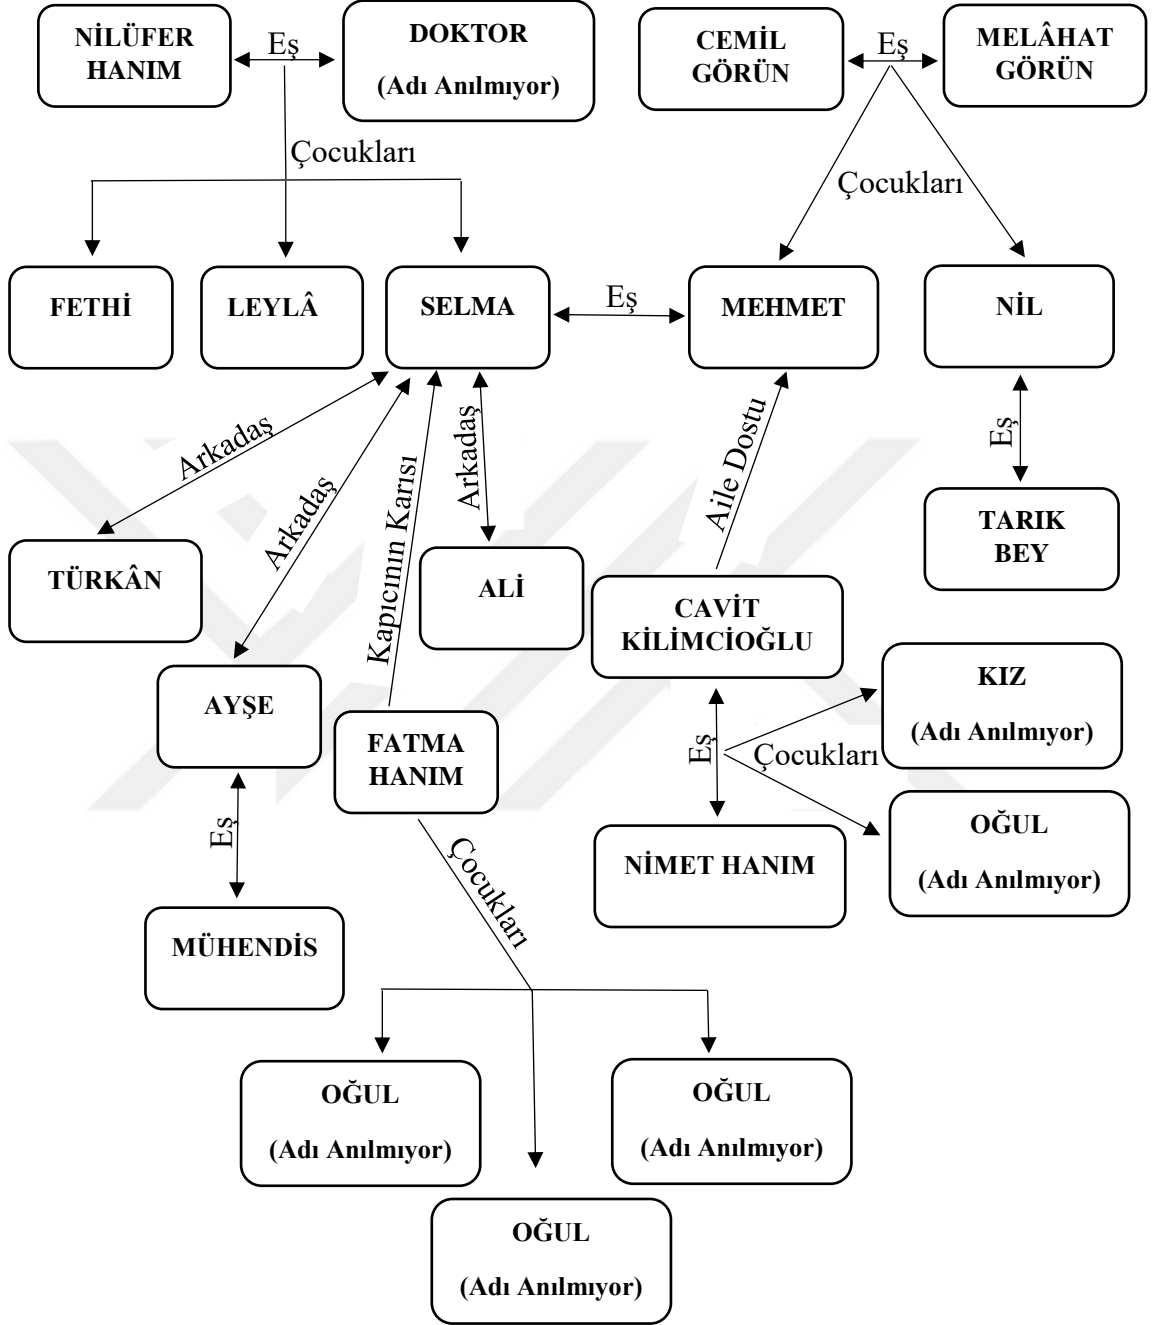 NİLÜFER
HANIM
Eş
DOKTOR
(Adı Anılmıyor)
CEMİL
GÖRÜN
Eş
MELÂHAT
GÖRÜN
Çocukları
Çocukları
FETHİ
LEYLÂ
SELMA
Eş
MEHMET
NİL
Arkadaş
Arkadaş
Kapıcının Karısı
Arkadaş
Aile Dostu
Eş
TARIK
BEY
TÜRKÂN
ALİ
CAVİT
KİLİMCİOĞLU
AYŞE
FATMA
HANIM
Eş
Çocukları
KIZ
(Adı Anılmıyor)
Eş
Çocukları
NİMET HANIM
OĞUL
(Adı Anılmıyor)
MÜHENDİS
OĞUL
(Adı Anılmıyor)
OĞUL
(Adı Anılmıyor)
OĞUL
(Adı Anılmıyor)